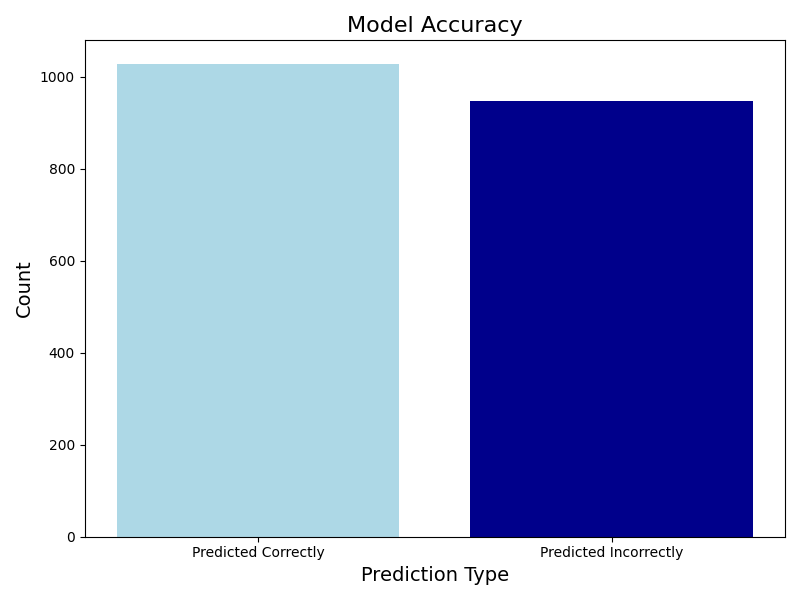 Model Accuracy
1000
800
600
400
200
0
Count
Predicted Correctly
Predicted Incorrectly
Prediction Type